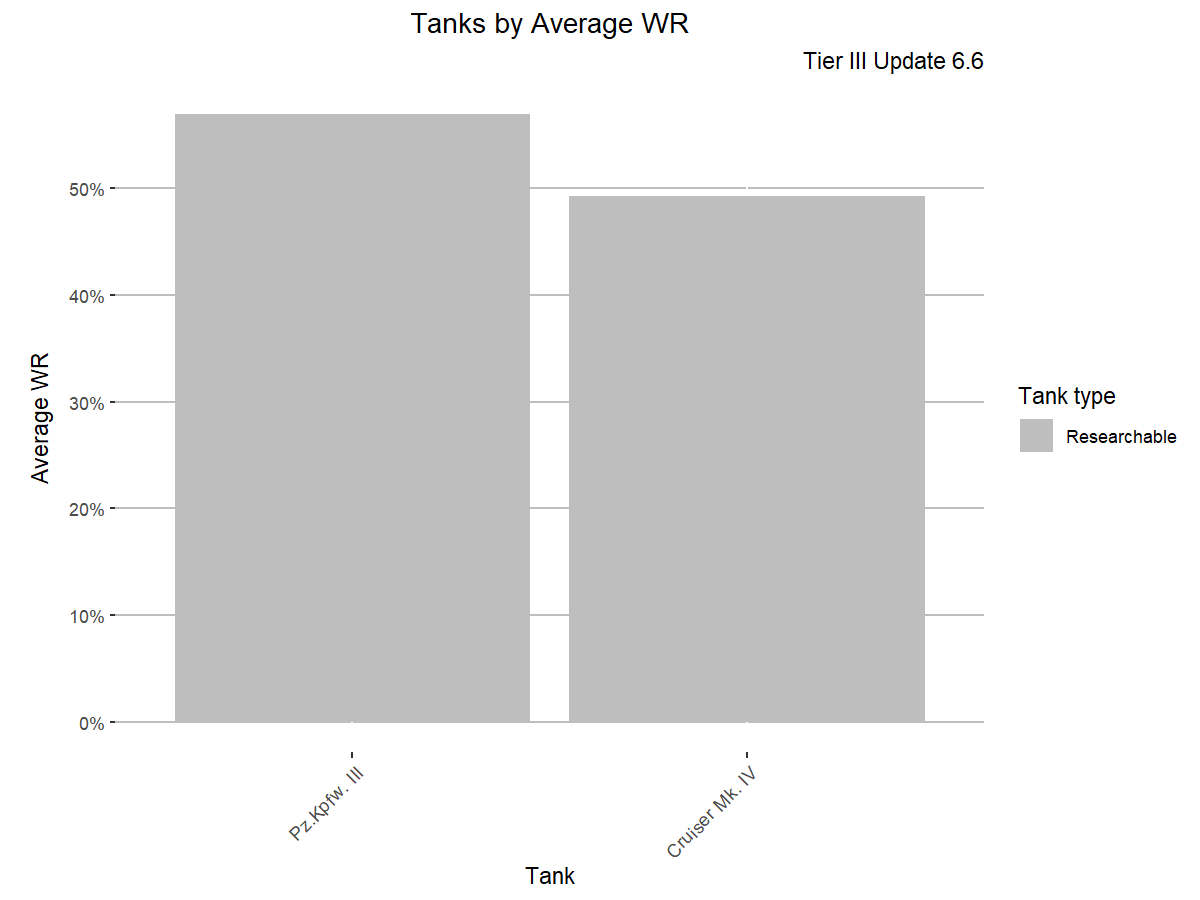 Tanks by Average WR
Tier III Update 6.6
Average WR
50%
40%
30%
20%
10%
0%
Pz.Kpfw. III
Cruiser Mk. IV
Tank
Tank type
Researchable